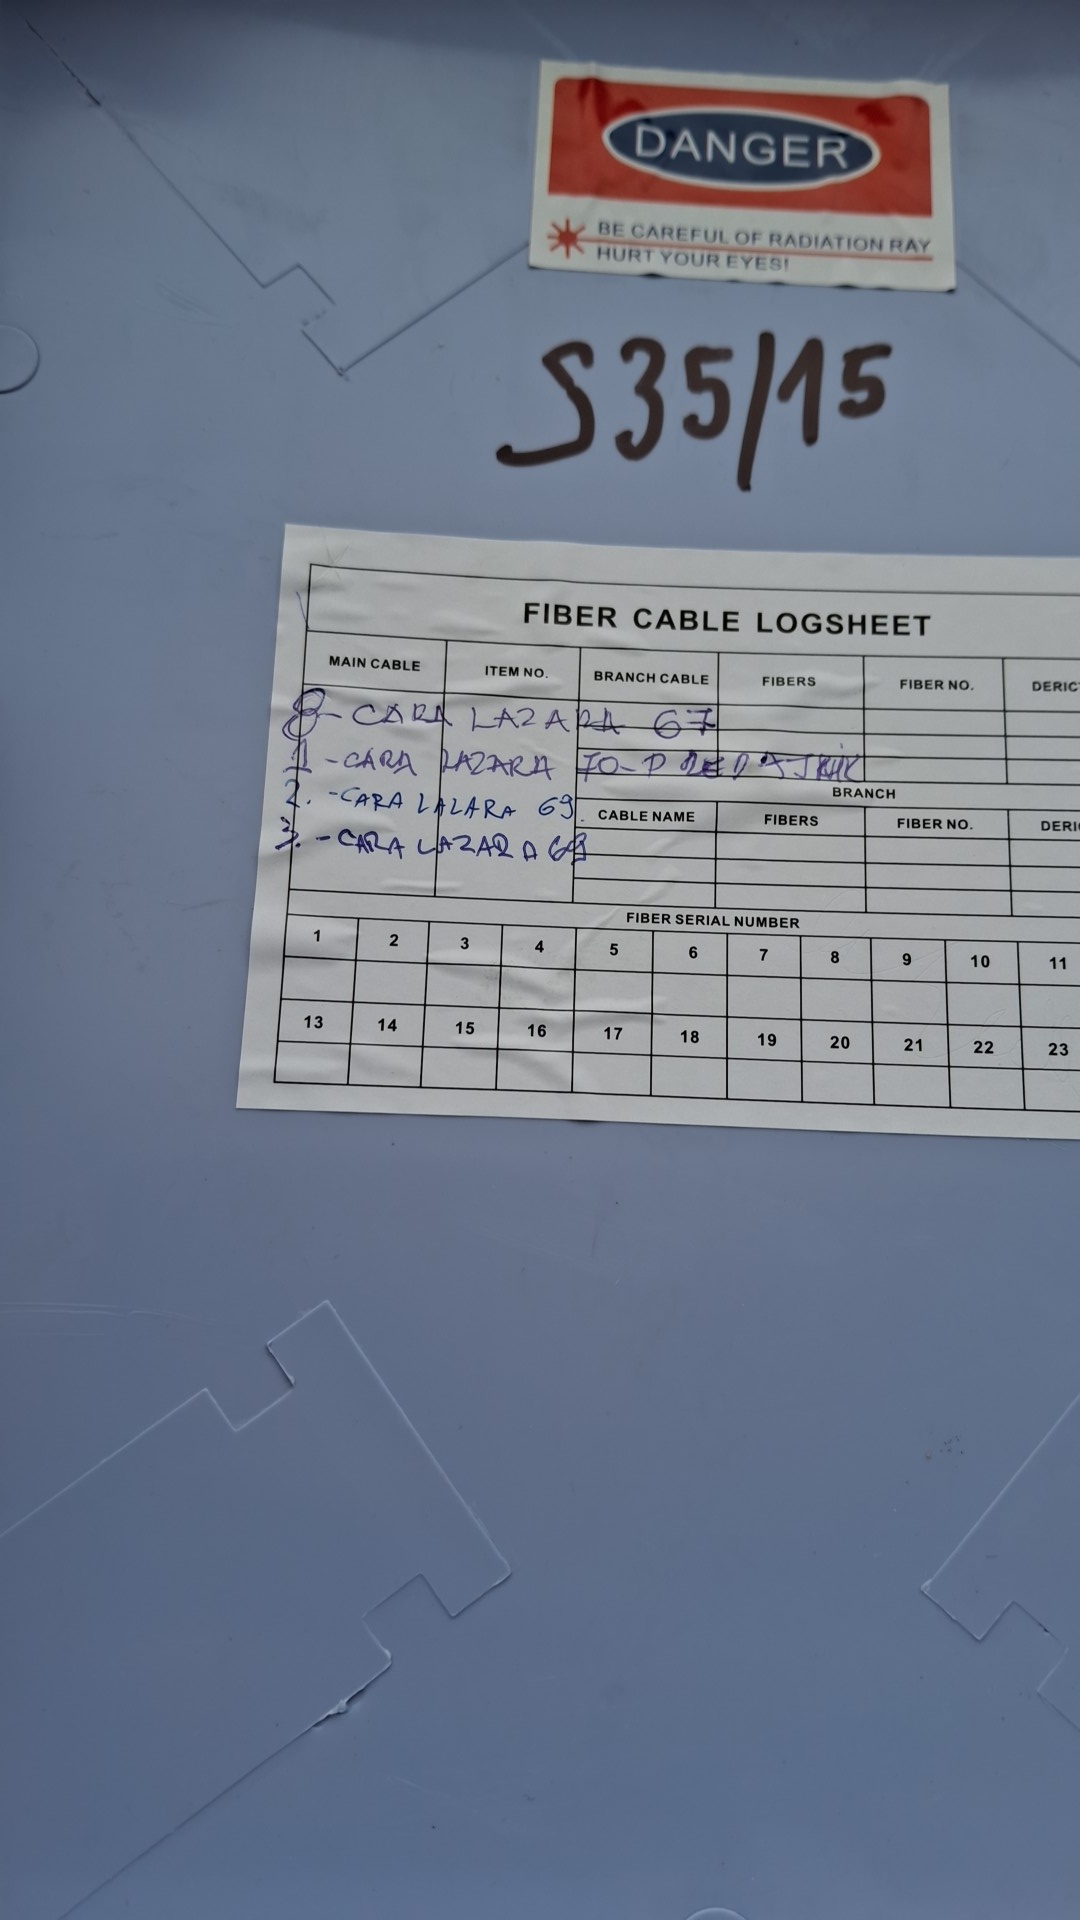 DANGER
BE CAREFUL OF RADIATION RAY
HURT YOUR EYES!
S35/15
FIBER CABLE LOGSHEET
MAIN CABLE ITEM NO. BRANCH CABLE FIBERS FIBER NO.
8 - CARA LAZARA 67
1 - CARA LAZARA 70 -
BRANCH
2. - CARA LALARA 69.
CABLE NAME FIBERS FIBER NO.
3. - CARA LAZARA 69
FIBER SERIAL NUMBER
1 2 3 4 5 6 7 8 9 10 11
13 14 15 16 17 18 19 20 21 22 23